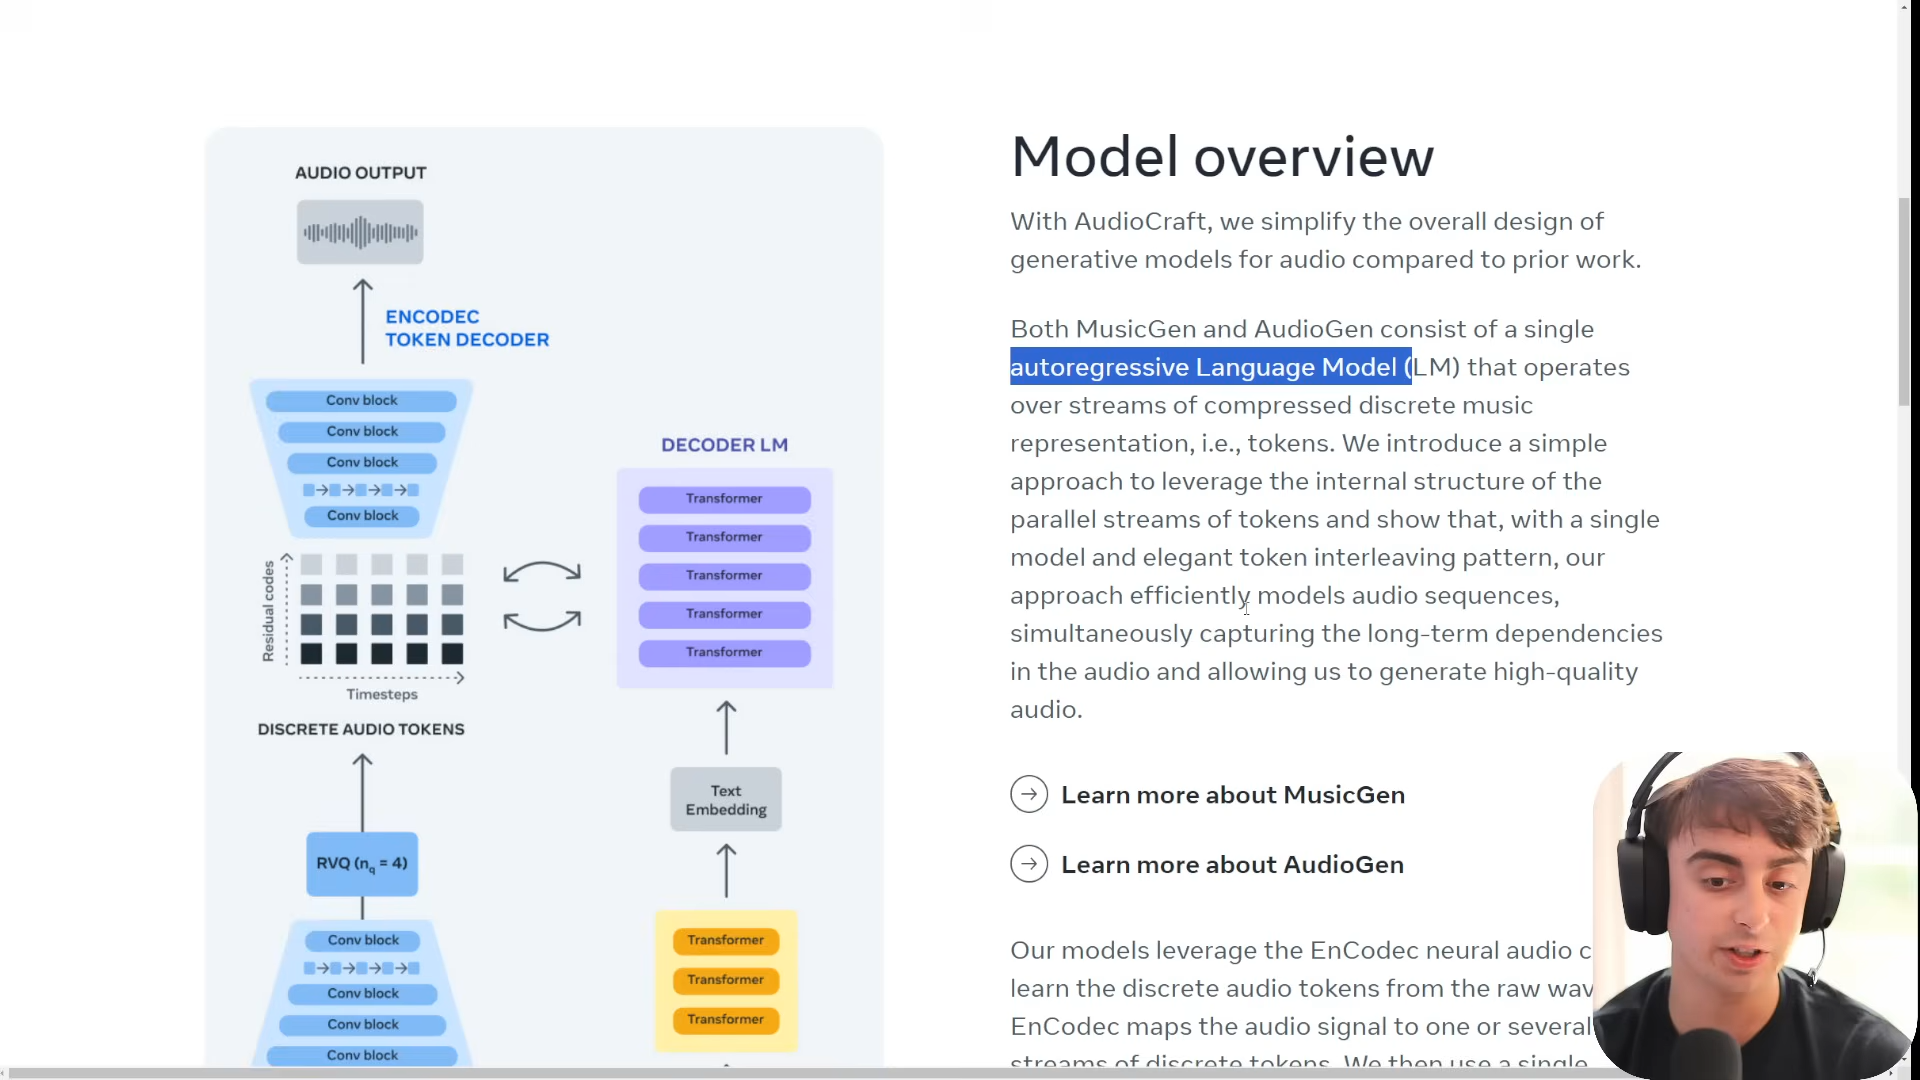 AUDIO OUTPUT
ENCODEC
TOKEN DECODER
Conv block
Conv block
Conv block
Conv block
Residual codes
Timesteps
DISCRETE AUDIO TOKENS
RVQ (nq = 4)
Conv block
Conv block
Conv block
Conv block
DECODER LM
Transformer
Transformer
Transformer
Transformer
Transformer
Text
Embedding
Transformer
Transformer
Transformer
Model overview
With AudioCraft, we simplify the overall design of
generative models for audio compared to prior work.
Both MusicGen and AudioGen consist of a single
autoregressive Language Model (LM) that operates
over streams of compressed discrete music
representation, i.e., tokens. We introduce a simple
approach to leverage the internal structure of the
parallel streams of tokens and show that, with a single
model and elegant token interleaving pattern, our
approach efficiently models audio sequences,
simultaneously capturing the long-term dependencies
in the audio and allowing us to generate high-quality
audio.
Learn more about MusicGen
Learn more about AudioGen
Our models leverage the EnCodec neural audio c
learn the discrete audio tokens from the raw wav
EnCodec maps the audio signal to one or several
streams of discrete tokens. We then use a single